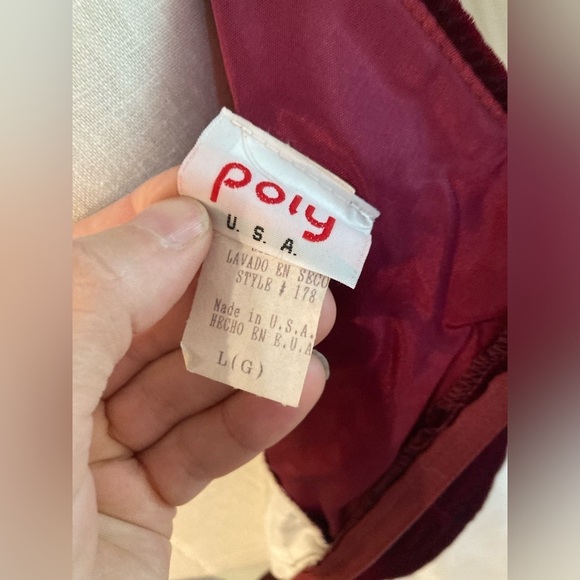 poly
U. S. A.
LAVADO EN SECO
STYLE # 178
Made in U.S.A.
HECHO EN E.U.A
L(G)